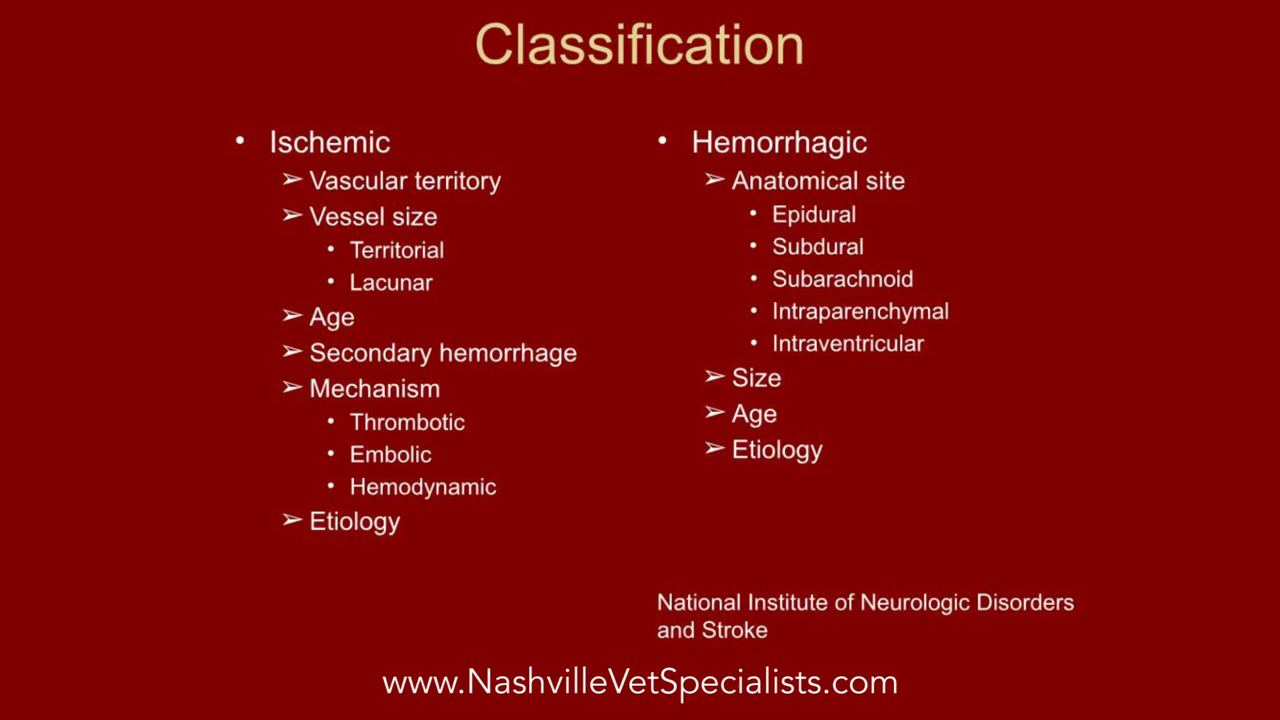 Classification
• Ischemic
➢ Vascular territory
➢ Vessel size
• Territorial
• Lacunar
➢ Age
➢ Secondary hemorrhage
➢ Mechanism
• Thrombotic
• Embolic
• Hemodynamic
➢ Etiology
• Hemorrhagic
➢ Anatomical site
• Epidural
• Subdural
• Subarachnoid
• Intraparenchymal
• Intraventricular
➢ Size
➢ Age
➢ Etiology
National Institute of Neurologic Disorders
and Stroke
www.NashvilleVetSpecialists.com